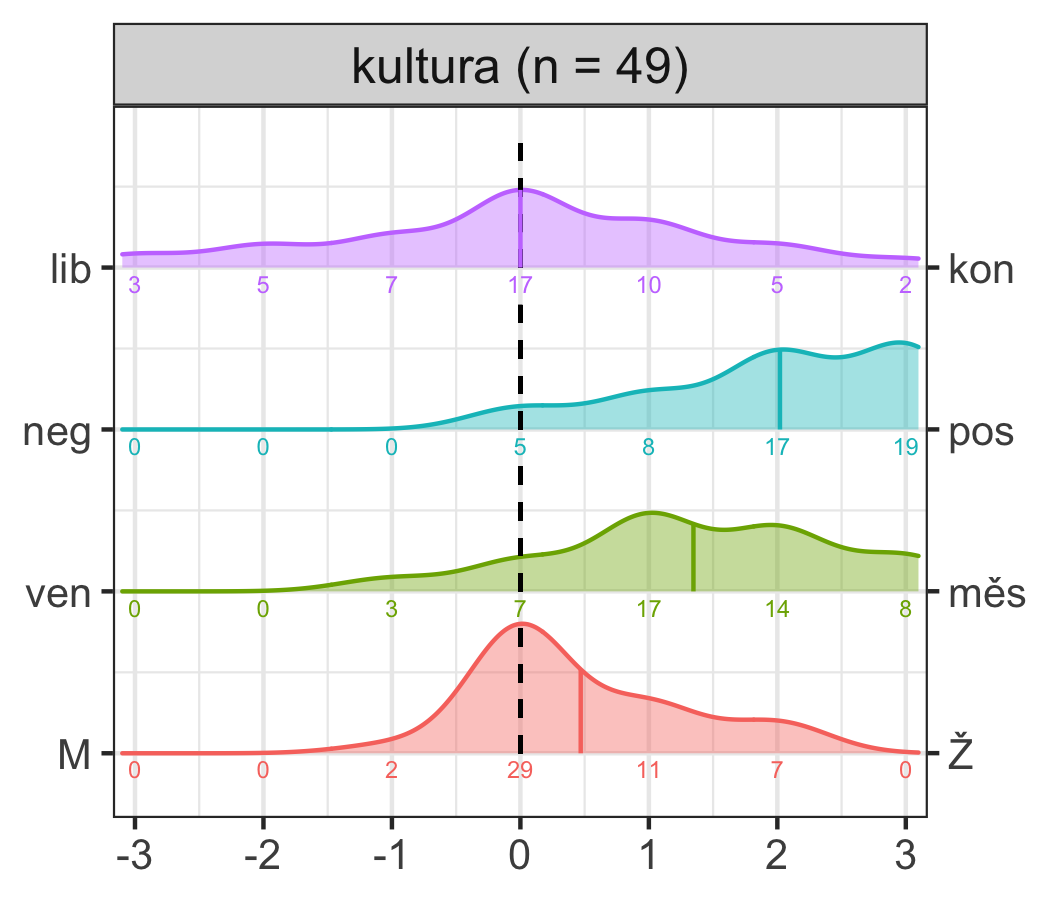 kultura (n = 49)
lib kon
3 5 7 17 10 5 2
neg pos
0 0 0 5 8 17 19
ven měs
0 0 3 7 17 14 8
M Ž
0 0 2 29 11 7 0
-3 -2 -1 0 1 2 3